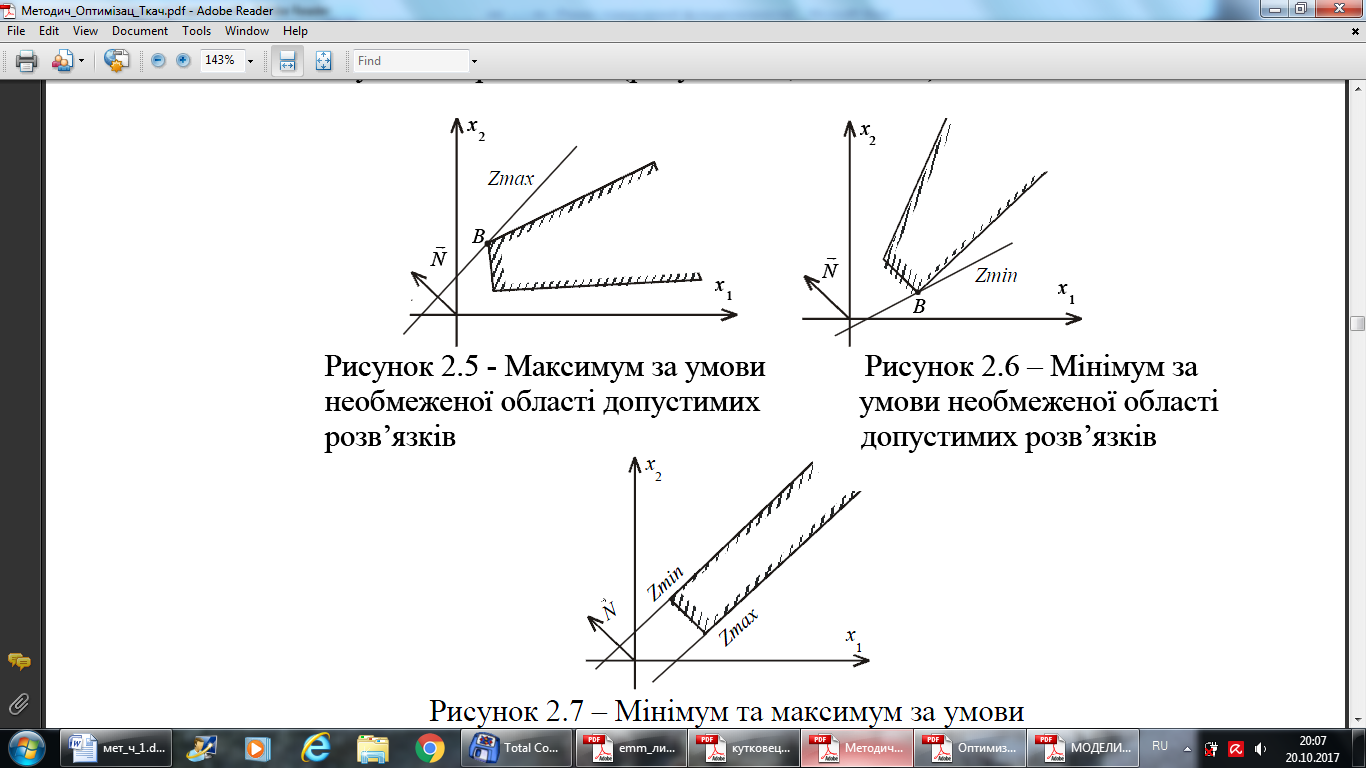 Методич_Оптимізац_Ткач.pdf - Adobe Reader
File Edit View Document Tools Window Help
143% Find
x2
Zmax
B
N
x1
x2
N
Zmin
B
x1
Рисунок 2.5 - Максимум за умови
необмеженої області допустимих
розв’язків
Рисунок 2.6 – Мінімум за
умови необмеженої області
допустимих розв’язків
x2
Zmin
N
Zmax
x1
Рисунок 2.7 – Мінімум та максимум за умови
мет_ч_1.d...
Total Co...
emm_ли...
кутковец...
Методич...
Оптимиз...
МОДЕЛИ...
RU
20:07
20.10.2017